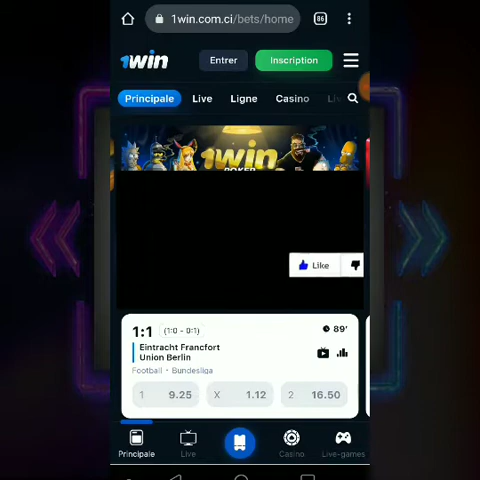 1win.com.ci/bets/home
86
1win
Entrer
Inscription
Principale
Live
Ligne
Casino
1win
POKER
Like
1:1 (1:0 - 0:1)
89'
Eintracht Francfort
Union Berlin
Football • Bundesliga
1 9.25
X 1.12
2 16.50
Principale
Live
Casino
Live-games